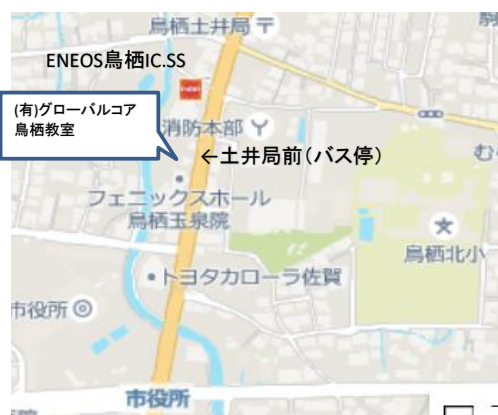 鳥栖土井局〒
ENEOS鳥栖IC.SS
(有)グローバルコア
鳥栖教室
消防本部
←土井局前(バス停)
フェニックスホール
鳥栖玉泉院
鳥栖北小
トヨタカローラ佐賀
市役所
市役所